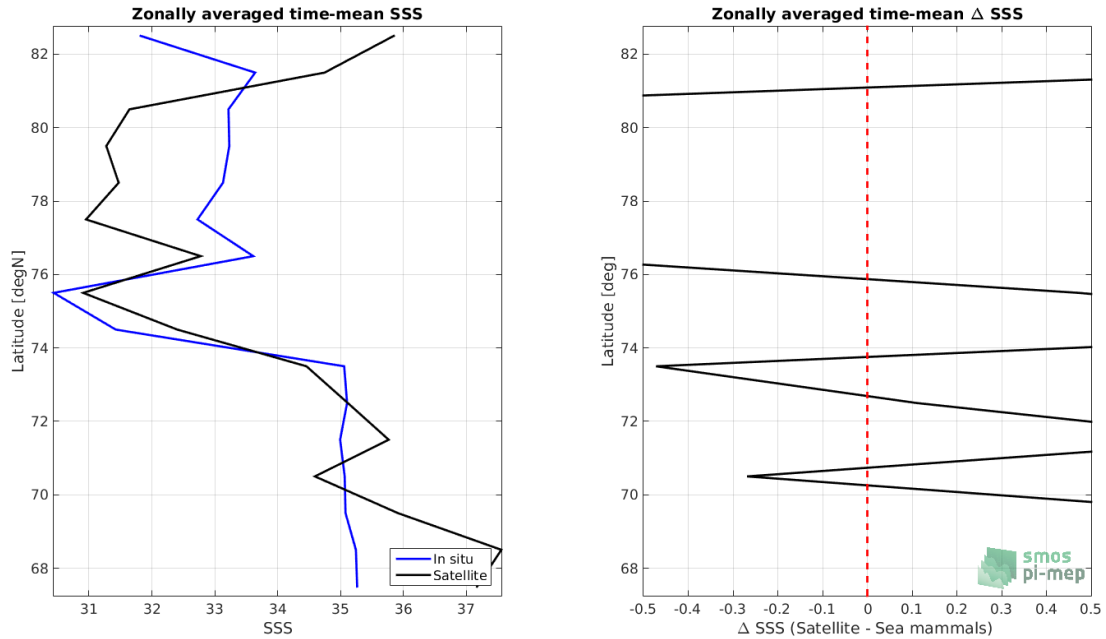 Zonally averaged time-mean SSS
82
80
78
76
74
72
70
68
Latitude [degN]
31 32 33 34 35 36 37
SSS
In situ
Satellite
Zonally averaged time-mean Δ SSS
82
80
78
76
74
72
70
68
Latitude [deg]
-0.5 -0.4 -0.3 -0.2 -0.1 0 0.1 0.2 0.3 0.4 0.5
Δ SSS (Satellite - Sea mammals)
smos
pi-mep